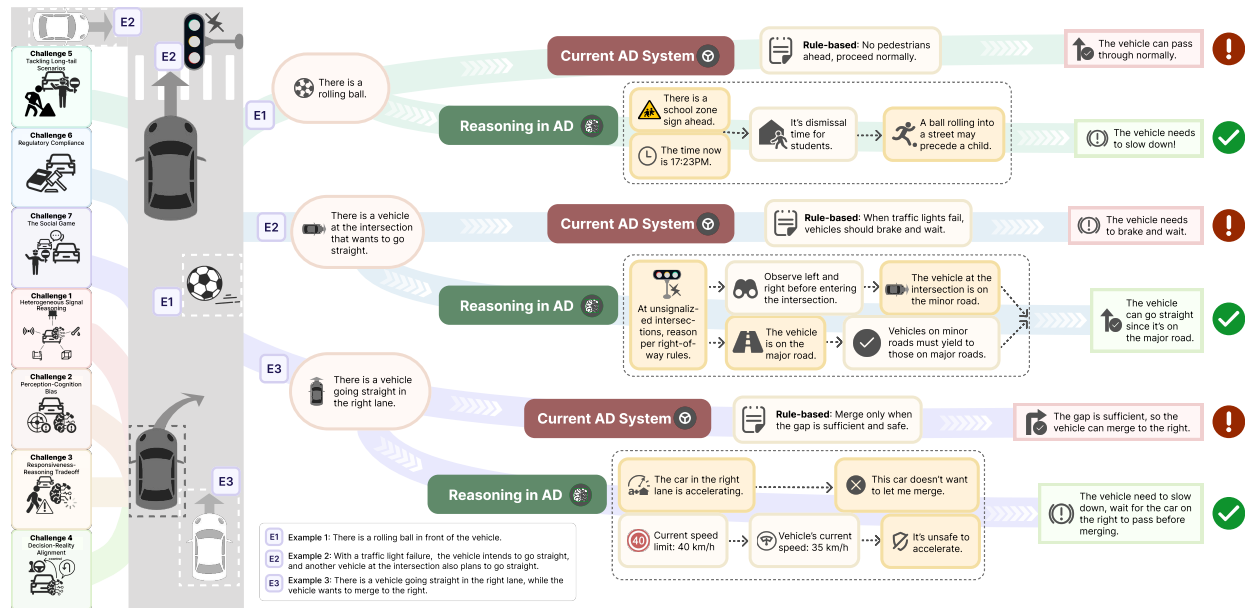 E2
E2
Challenge 5
Tackling Long-tail
Scenarios
Challenge 6
Regulatory Compliance
Challenge 7
The Social Game
Challenge 1
Heterogeneous Signal
Reasoning
Challenge 2
Perception-Cognition
Bias
Challenge 3
Responsiveness-
Reasoning Tradeoff
Challenge 4
Decision-Reality
Alignment
E1
E3
E1
There is a
rolling ball.
Current AD System
Rule-based: No pedestrians
ahead, proceed normally.
The vehicle can pass
through normally.
Reasoning in AD
There is a
school zone
sign ahead.
The time now
is 17:23PM.
It's dismissal
time for
students.
A ball rolling into
a street may
precede a child.
The vehicle needs
to slow down!
E2
There is a vehicle
at the intersection
that wants to go
straight.
Current AD System
Rule-based: When traffic lights fail,
vehicles should brake and wait.
The vehicle needs
to brake and wait.
Reasoning in AD
At unsignaliz-
ed intersec-
tions, reason
per right-of-
way rules.
Observe left and
right before entering
the intersection.
The vehicle at the
intersection is on
the minor road.
The vehicle
is on the
major road.
Vehicles on minor
roads must yield to
those on major roads.
The vehicle
can go straight
since it's on
the major road.
E3
There is a vehicle
going straight in
the right lane.
Current AD System
Rule-based: Merge only when
the gap is sufficient and safe.
The gap is sufficient, so the
vehicle can merge to the right.
Reasoning in AD
The car in the right
lane is accelerating.
This car doesn't want
to let me merge.
40
Current speed
limit: 40 km/h
Vehicle's current
speed: 35 km/h
It's unsafe to
accelerate.
The vehicle need to slow
down, wait for the car on
the right to pass before
merging.
E1 Example 1: There is a rolling ball in front of the vehicle.
E2 Example 2: With a traffic light failure, the vehicle intends to go straight,
and another vehicle at the intersection also plans to go straight.
E3 Example 3: There is a vehicle going straight in the right lane, while the
vehicle wants to merge to the right.